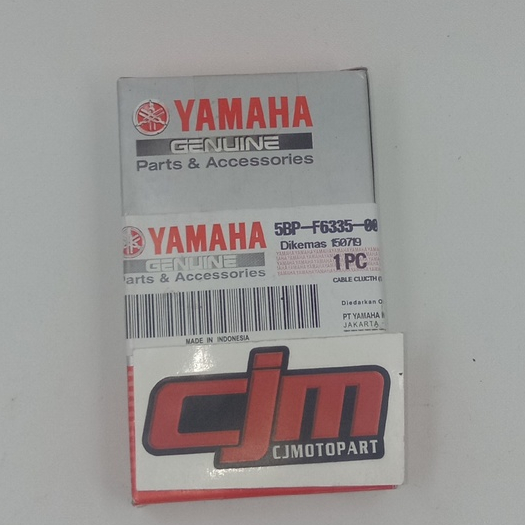 YAMAHA
GENUINE
Parts & Accessories
YAMAHA
GENUINE
Parts & Accessories
5BP-F6335-00
Dikemas 150719
1 PC
CABLE CLUCTH
Diedarkan O
PT YAMAHA
JAKARTA -
MADE IN INDONESIA
cjm
CJMOTOPART